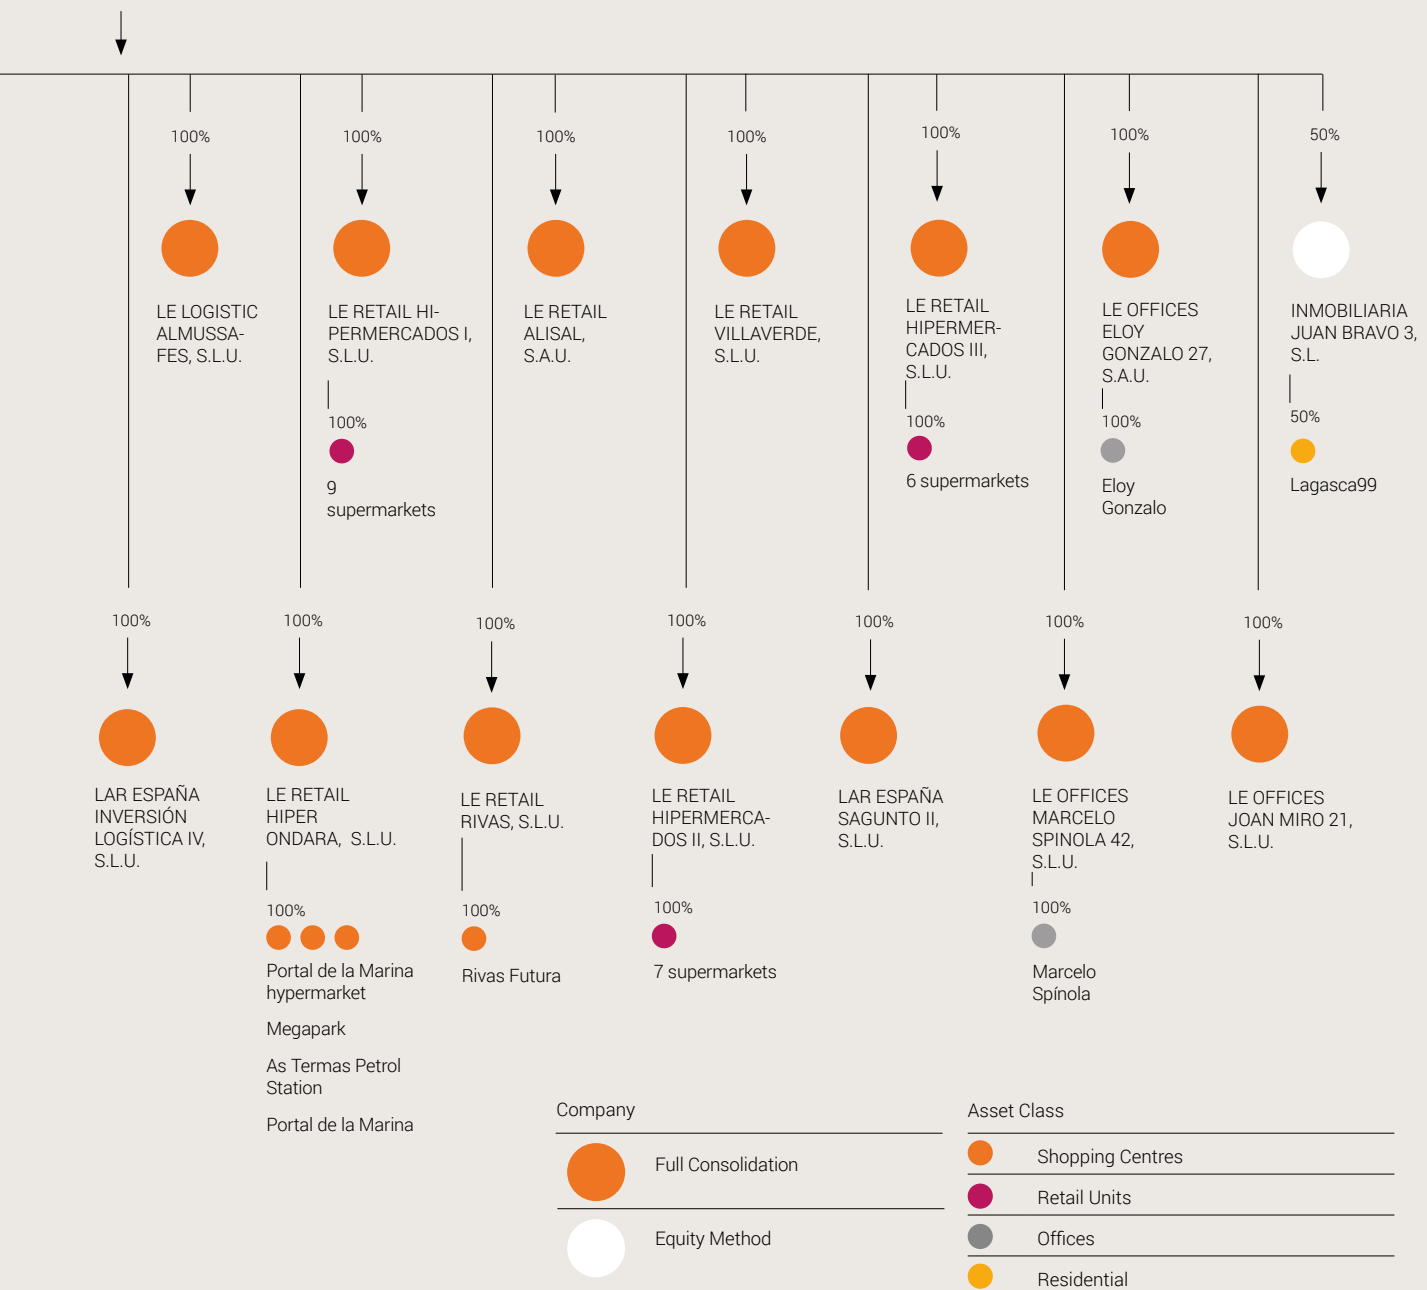 100%
100%
100%
100%
100%
100%
50%
LE LOGISTIC
ALMUSSA-
FES, S.L.U.
LE RETAIL HI-
PERMERCADOS I,
S.L.U.
100%
9
supermarkets
LE RETAIL
ALISAL,
S.A.U.
LE RETAIL
VILLAVERDE,
S.L.U.
LE RETAIL
HIPERMER-
CADOS III,
S.L.U.
100%
6 supermarkets
LE OFFICES
ELOY
GONZALO 27,
S.A.U.
100%
Eloy
Gonzalo
INMOBILIARIA
JUAN BRAVO 3,
S.L.
50%
Lagasca99
100%
100%
100%
100%
100%
100%
100%
LAR ESPAÑA
INVERSIÓN
LOGÍSTICA IV,
S.L.U.
LE RETAIL
HIPER
ONDARA, S.L.U.
100%
Portal de la Marina
hypermarket
Megapark
As Termas Petrol
Station
Portal de la Marina
LE RETAIL
RIVAS, S.L.U.
100%
Rivas Futura
LE RETAIL
HIPERMERCA-
DOS II, S.L.U.
100%
7 supermarkets
LAR ESPAÑA
SAGUNTO II,
S.L.U.
LE OFFICES
MARCELO
SPINOLA 42,
S.L.U.
100%
Marcelo
Spínola
LE OFFICES
JOAN MIRO 21,
S.L.U.
Company
Full Consolidation
Equity Method
Asset Class
Shopping Centres
Retail Units
Offices
Residential